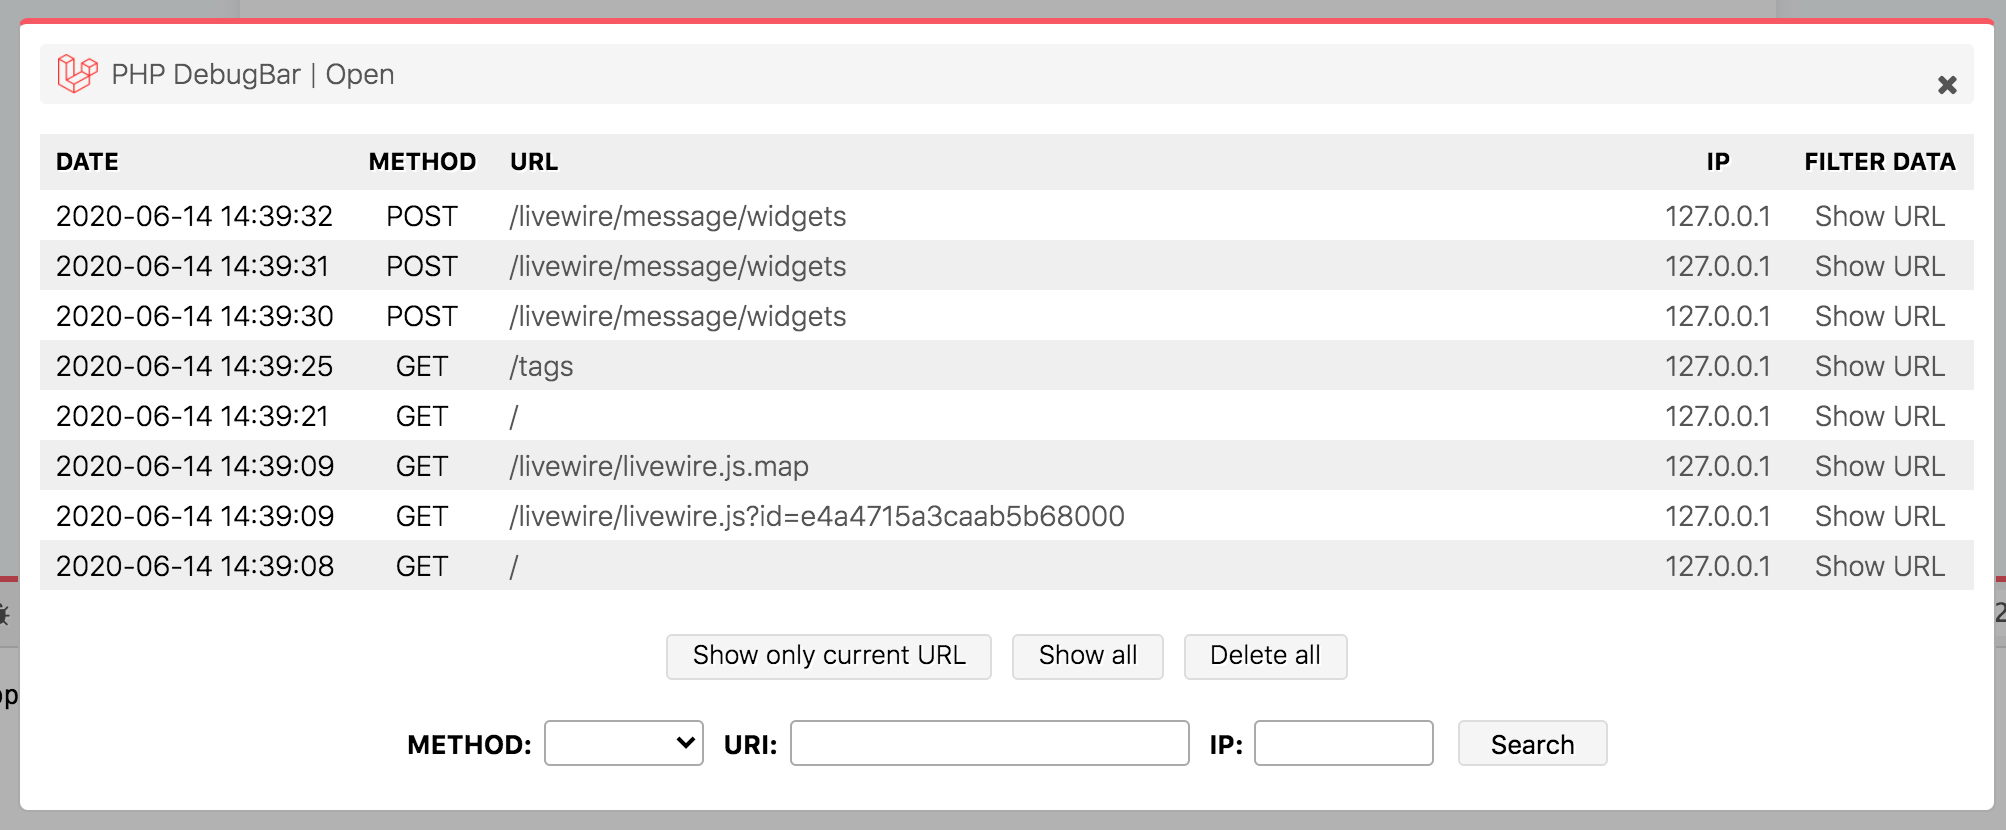 PHP DebugBar | Open
DATE METHOD URL IP FILTER DATA
2020-06-14 14:39:32 POST /livewire/message/widgets 127.0.0.1 Show URL
2020-06-14 14:39:31 POST /livewire/message/widgets 127.0.0.1 Show URL
2020-06-14 14:39:30 POST /livewire/message/widgets 127.0.0.1 Show URL
2020-06-14 14:39:25 GET /tags 127.0.0.1 Show URL
2020-06-14 14:39:21 GET / 127.0.0.1 Show URL
2020-06-14 14:39:09 GET /livewire/livewire.js.map 127.0.0.1 Show URL
2020-06-14 14:39:09 GET /livewire/livewire.js?id=e4a4715a3caab5b68000 127.0.0.1 Show URL
2020-06-14 14:39:08 GET / 127.0.0.1 Show URL
Show only current URL Show all Delete all
METHOD: URI: IP: Search